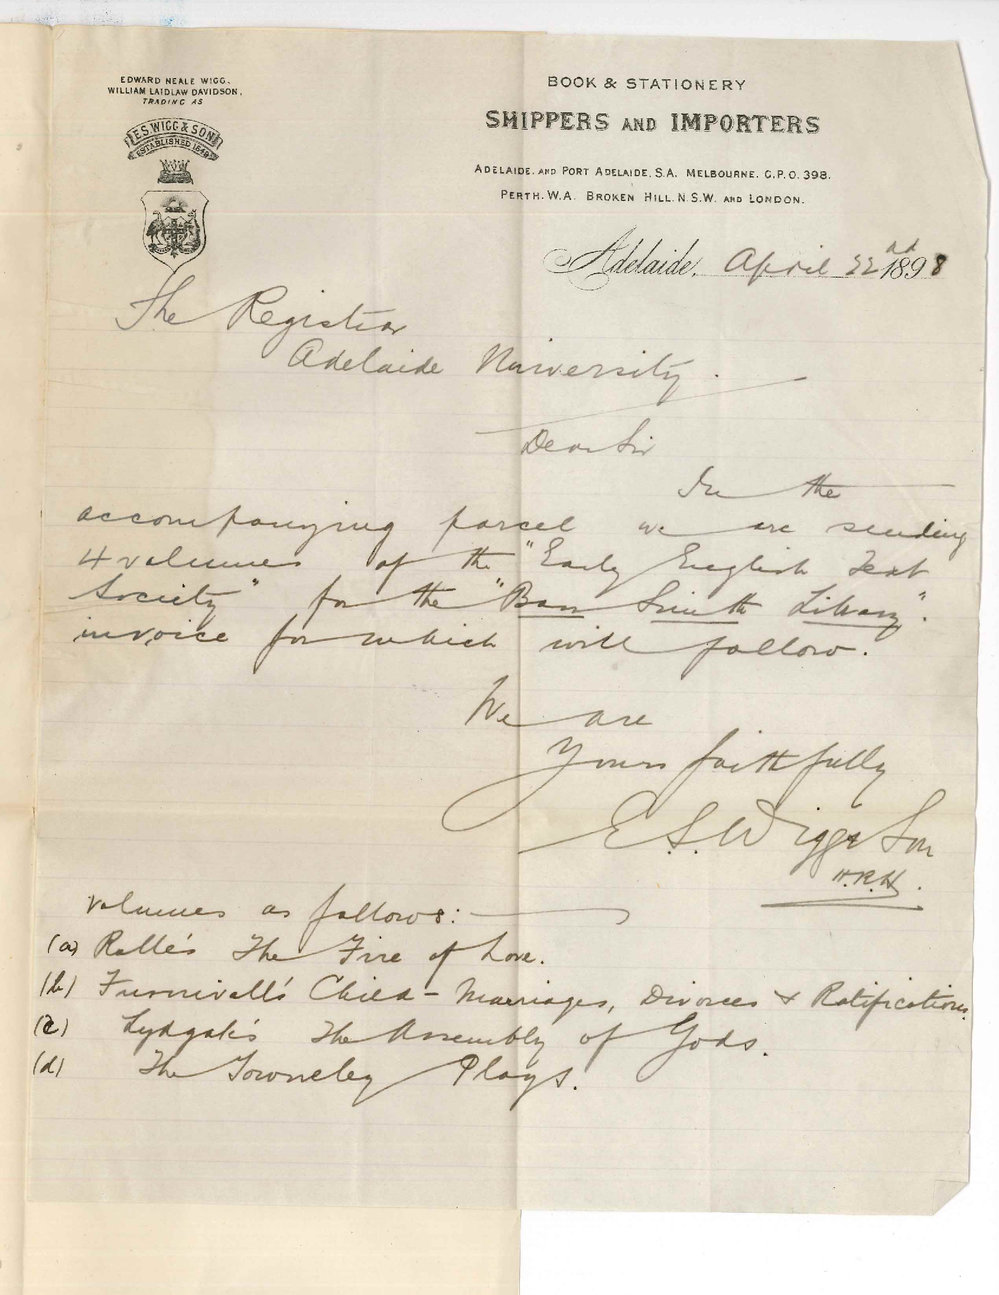 EDWARD NEALE WIGG.
WILLIAM LAIDLAW DAVIDSON,
TRADING AS
E.S. WIGG & SON
ESTABLISHED 1849
BOOK & STATIONERY
SHIPPERS AND IMPORTERS
ADELAIDE. AND PORT ADELAIDE, S.A. MELBOURNE. G.P.O. 398.
PERTH. W.A. BROKEN HILL. N.S.W. AND LONDON.
Adelaide, April 22nd 1898
The Registrar
Adelaide University.
Dear Sir
In the
accompanying parcel we are sending
4 volumes of the "Early English Text
Society" for the "Barr Smith Library".
invoice for which will follow.
We are
Yours faithfully
E.S. Wigg & Son
H.R.H.
volumes as follows:
(a) Rolle's The Fire of Love.
(b) Furnivall's Child-Marriages, Divorces & Ratifications.
(c) Lydgate's The Assembly of Gods.
(d) The Towneley Plays.